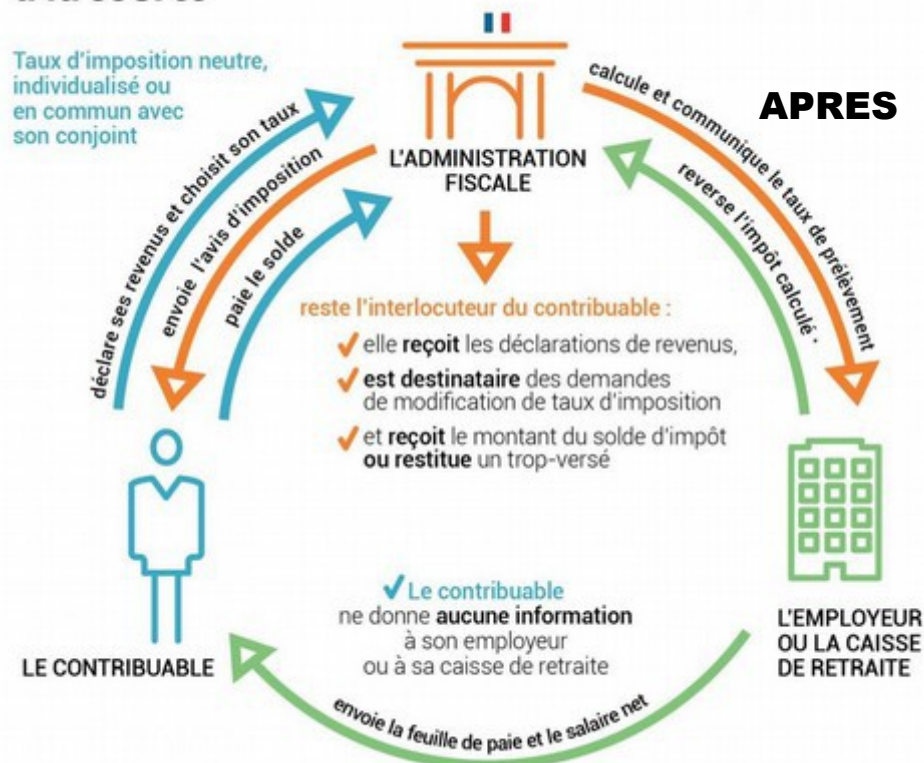 Taux d'imposition neutre,
individualisé ou
en commun avec
son conjoint
APRES
L'ADMINISTRATION
FISCALE
déclare ses revenus et choisit son taux
envoie l'avis d'imposition
paie le solde
calcule et communique le taux de prélèvement
reverse l'impôt calculé
reste l'interlocuteur du contribuable :
elle reçoit les déclarations de revenus,
est destinataire des demandes
de modification de taux d'imposition
et reçoit le montant du solde d'impôt
ou restitue un trop-versé
Le contribuable
ne donne aucune information
à son employeur
ou à sa caisse de retraite
LE CONTRIBUABLE
L'EMPLOYEUR
OU LA CAISSE
DE RETRAITE
envoie la feuille de paie et le salaire net